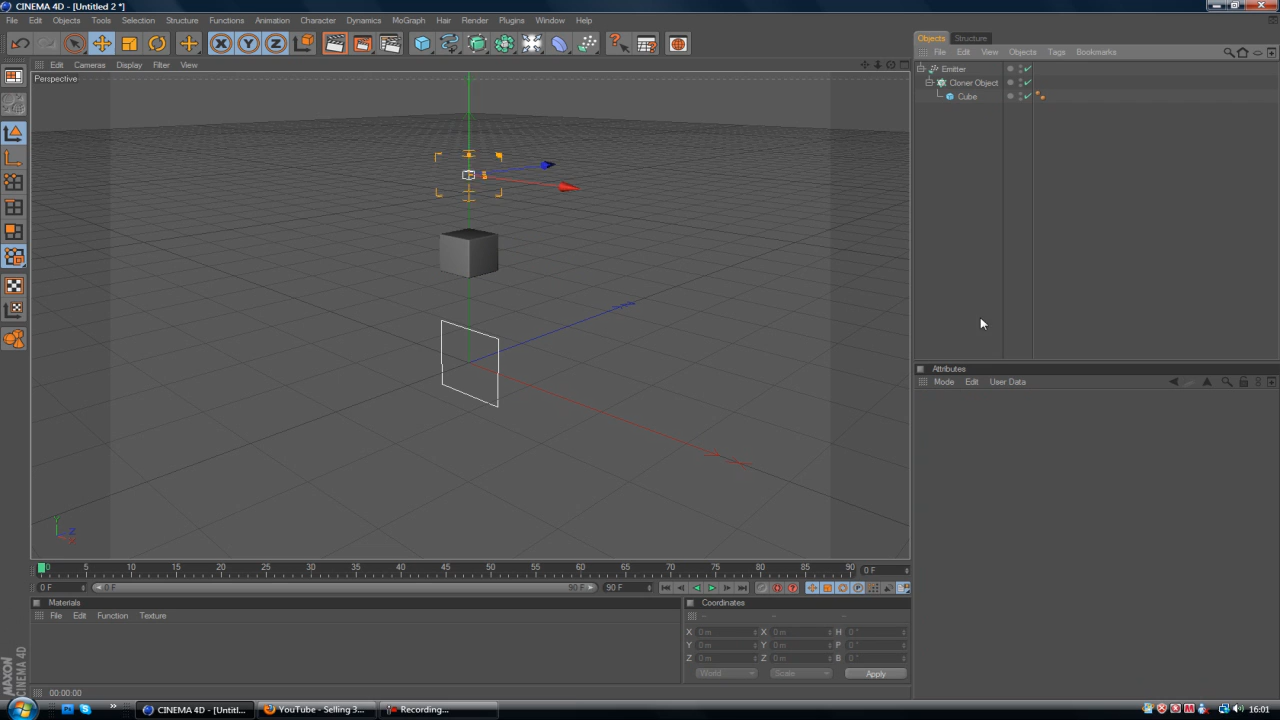 CINEMA 4D - [Untitled 2 *]
File Edit Objects Tools Selection Structure Functions Animation Character Dynamics MoGraph Hair Render Plugins Window Help
Edit Cameras Display Filter View
Perspective
Objects Structure
File Edit View Objects Tags Bookmarks
Emitter
Cloner Object
Cube
Attributes
Mode Edit User Data
X Y Z
Y
Z
0 5 10 15 20 25 30 35 40 45 50 55 60 65 70 75 80 85 90
0 F
0 F 0 F 90 F 90 F
Materials
File Edit Function Texture
Coordinates
X 0 m X 0 m H 0 °
Y 0 m Y 0 m P 0 °
Z 0 m Z 0 m B 0 °
World Scale Apply
MAXON
CINEMA 4D
00:00:00
CINEMA 4D - [Untitl... YouTube - Selling 3... Recording... 16:01